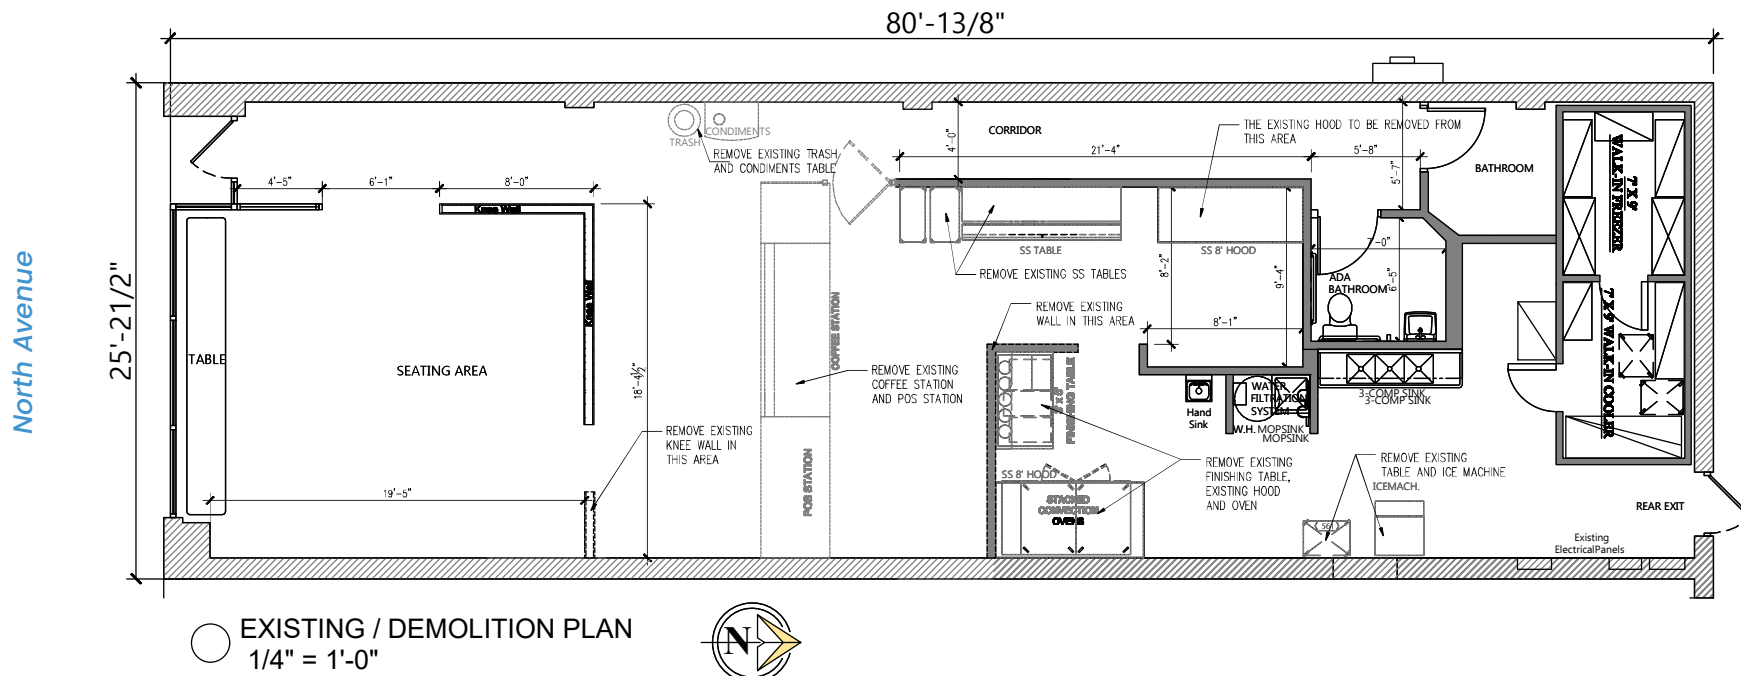 80'-13/8"
25'-21/2"
North Avenue
CONDIMENTS
TRASH
REMOVE EXISTING TRASH
AND CONDIMENTS TABLE
4'-0"
CORRIDOR
21'-4"
THE EXISTING HOOD TO BE REMOVED FROM
THIS AREA
5'-8"
5'-7"
BATHROOM
7' X 9'
WALK-IN FREEZER
4'-5"
6'-1"
8'-0"
Knee Wall
Knee Wall
SS TABLE
SS 8' HOOD
REMOVE EXISTING SS TABLES
8'-2"
9'-4"
7'-0"
ADA
BATHROOM
6'-5"
REMOVE EXISTING
WALL IN THIS AREA
8'-1"
7' X 9' WALK-IN COOLER
TABLE
SEATING AREA
18'-4½"
COFFEE STATION
REMOVE EXISTING
COFFEE STATION
AND POS STATION
FINISHING TABLE
Hand
Sink
WATER
FILTRATION
SYSTEM
W.H.
MOPSINK
MOPSINK
3-COMP SINK
3-COMP SINK
REMOVE EXISTING
KNEE WALL IN
THIS AREA
POS STATION
19'-5"
SS 8' HOOD
STACKED
CONVECTION
OVENS
REMOVE EXISTING
FINISHING TABLE,
EXISTING HOOD
AND OVEN
REMOVE EXISTING
TABLE AND ICE MACHINE
ICEMACH.
REAR EXIT
Existing
ElectricalPanels
EXISTING / DEMOLITION PLAN
1/4" = 1'-0"
N